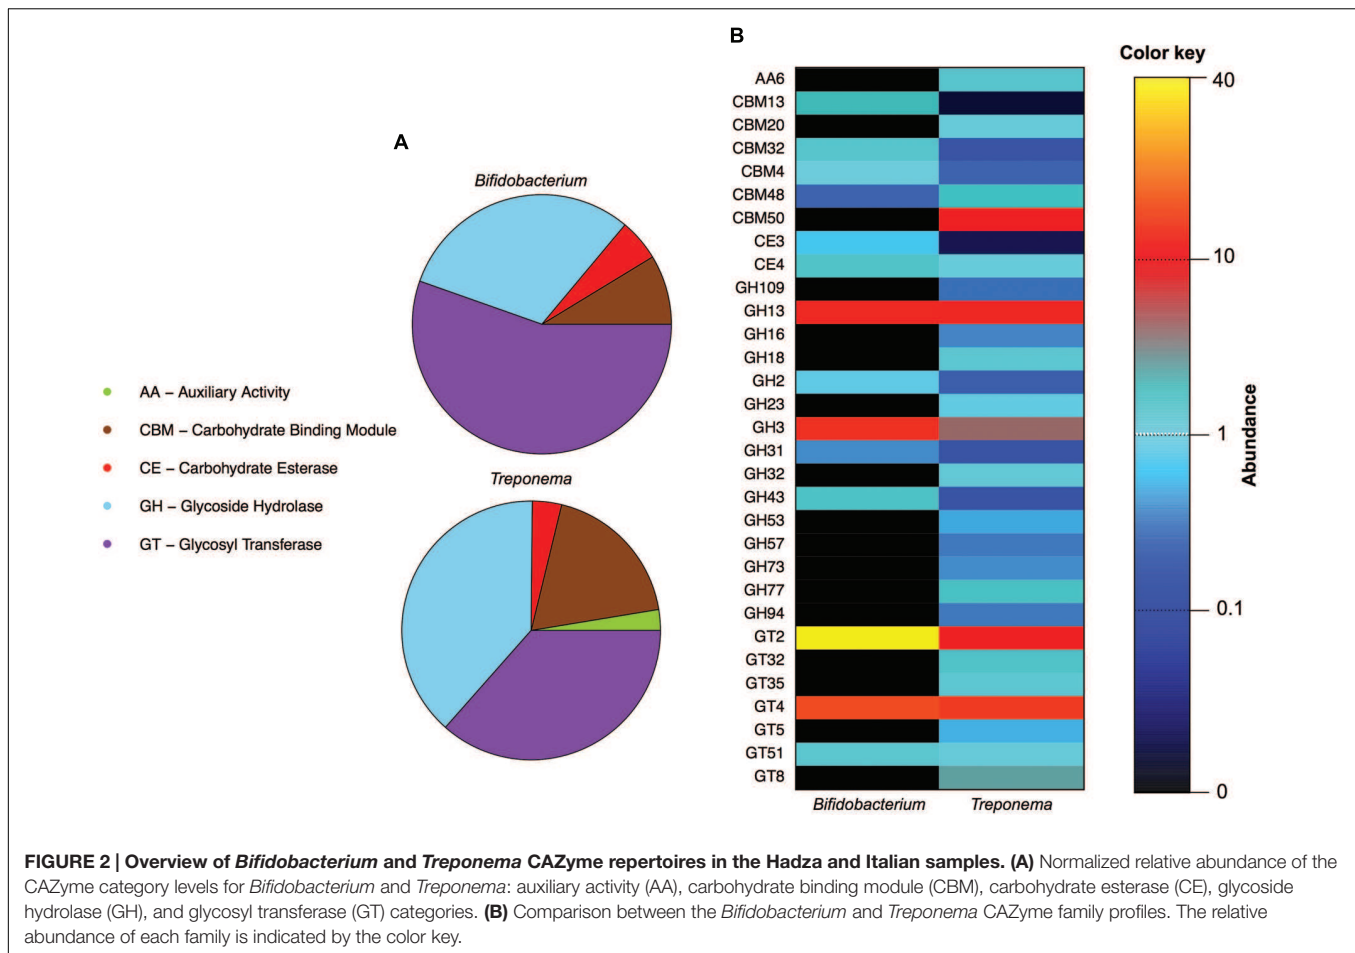 A
Bifidobacterium
AA – Auxiliary Activity
CBM – Carbohydrate Binding Module
CE – Carbohydrate Esterase
GH – Glycoside Hydrolase
GT – Glycosyl Transferase
Treponema
B
AA6
CBM13
CBM20
CBM32
CBM4
CBM48
CBM50
CE3
CE4
GH109
GH13
GH16
GH18
GH2
GH23
GH3
GH31
GH32
GH43
GH53
GH57
GH73
GH77
GH94
GT2
GT32
GT35
GT4
GT5
GT51
GT8
Bifidobacterium
Treponema
Color key
40
10
1
0.1
0
Abundance
FIGURE 2 | Overview of Bifidobacterium and Treponema CAZyme repertoires in the Hadza and Italian samples. (A) Normalized relative abundance of the
CAZyme category levels for Bifidobacterium and Treponema: auxiliary activity (AA), carbohydrate binding module (CBM), carbohydrate esterase (CE), glycoside
hydrolase (GH), and glycosyl transferase (GT) categories. (B) Comparison between the Bifidobacterium and Treponema CAZyme family profiles. The relative
abundance of each family is indicated by the color key.